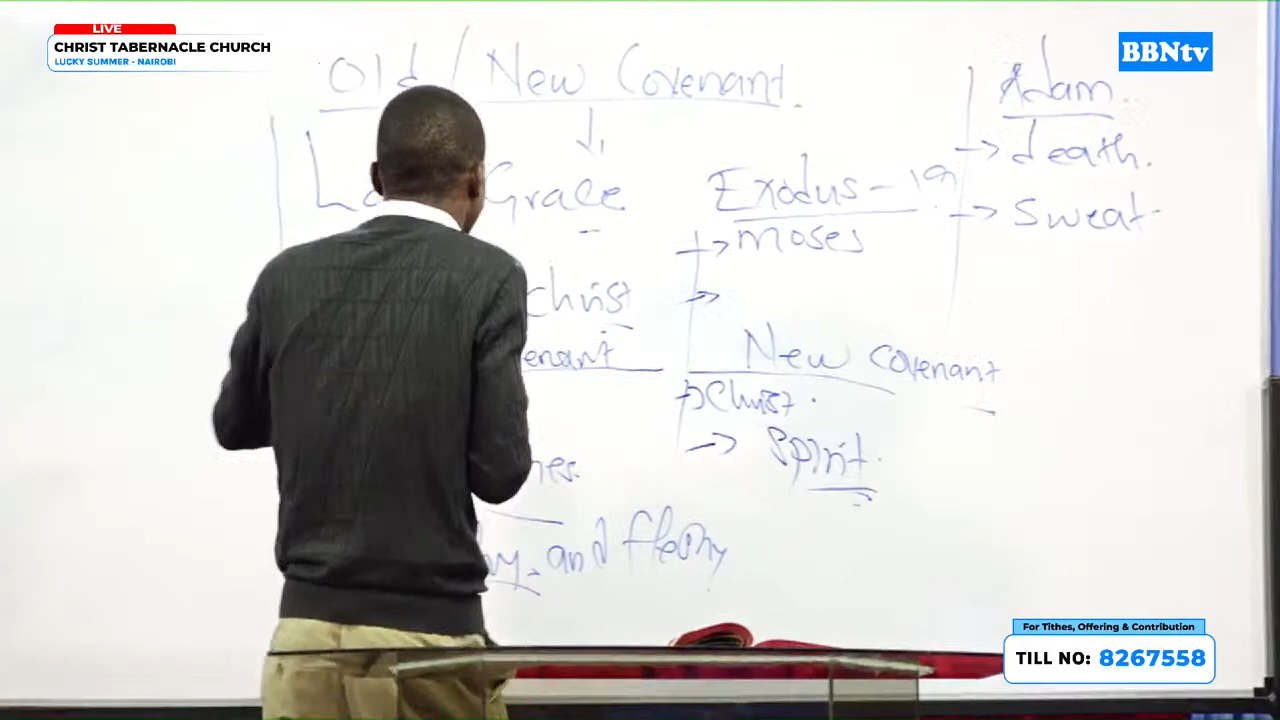 LIVE
CHRIST TABERNACLE CHURCH
LUCKY SUMMER - NAIROBI
BBNtv
Old / New Covenant
Grace
Christ
enant
and
Exodus - 19
→ moses
→
New Covenant
→ Christ.
→ Spirit.
Adam
→ death.
→ Sweat
For Tithes, Offering & Contribution
TILL NO: 8267558